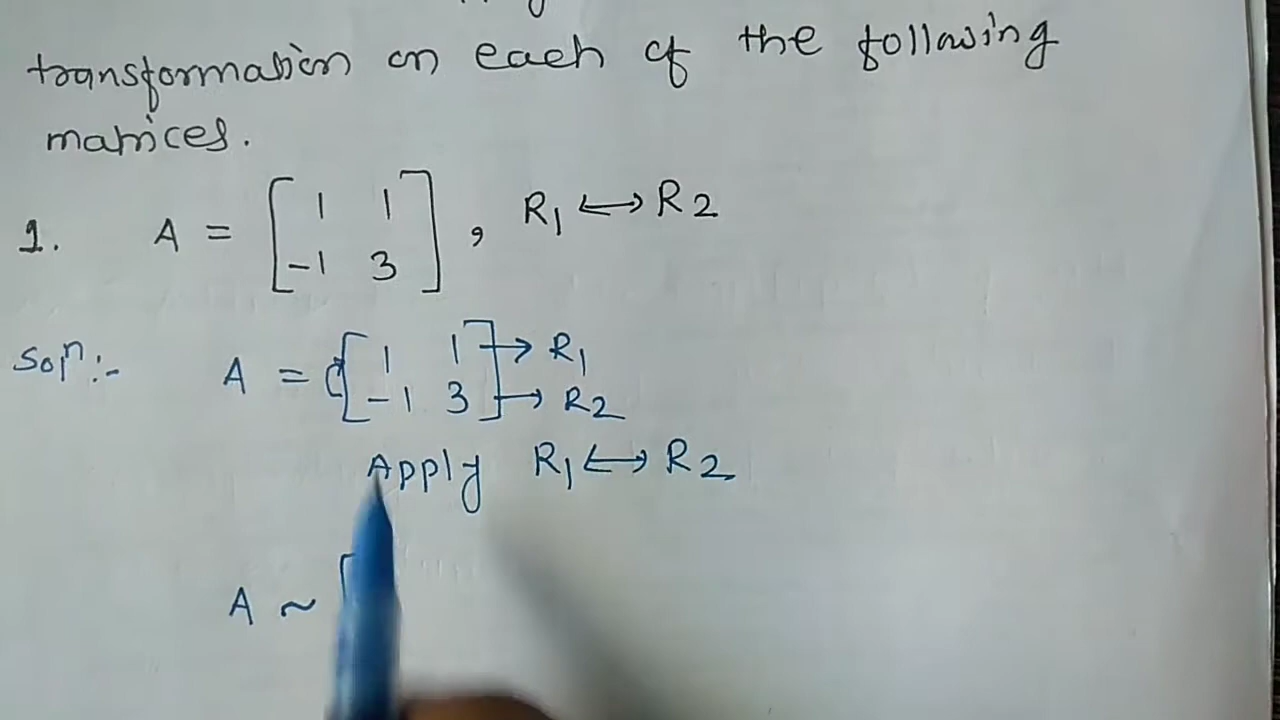 transformation on each of the following
matrices.
1. A = [ 1 1 ] , R1 ↔ R2
[ -1 3 ]
Soln:- A = [ 1 1 ] → R1
[ -1 3 ] → R2
Apply R1 ↔ R2
A ~ [